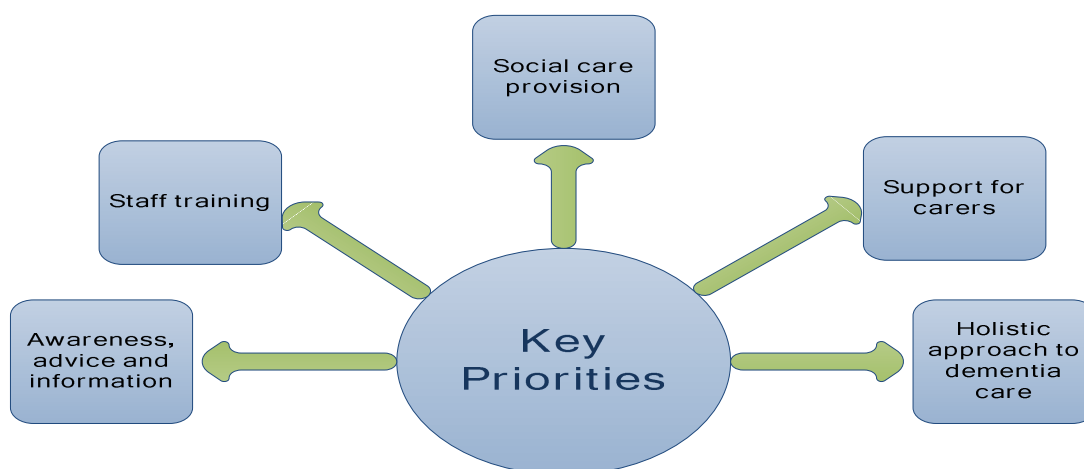 Social care
provision
Staff training
Support for
carers
Awareness,
advice and
information
Key
Priorities
Holistic
approach to
dementia
care